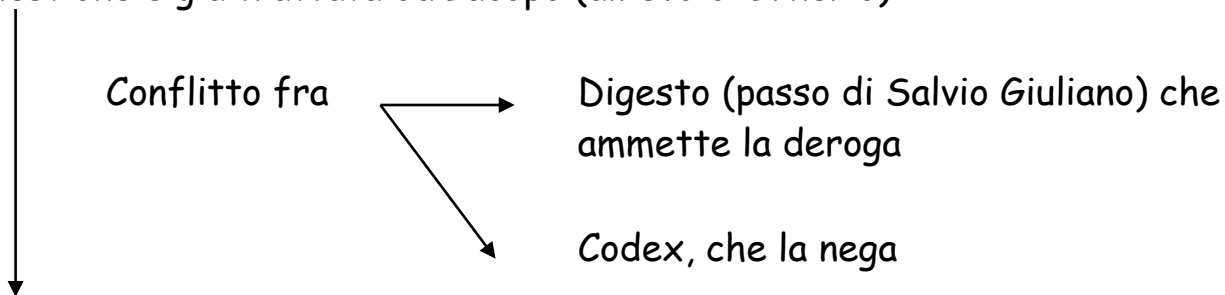 Conflitto fra
Digesto (passo di Salvio Giuliano) che
ammette la deroga
Codex, che la nega